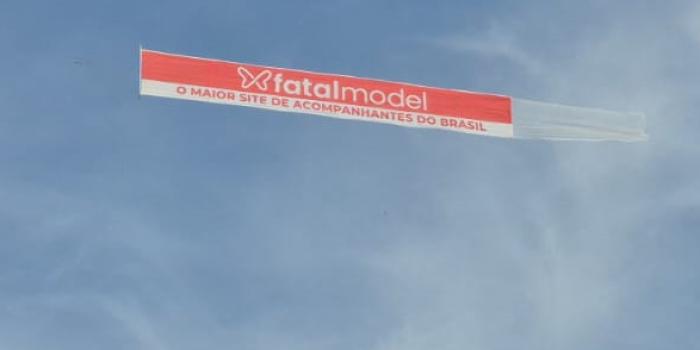 fatalmodel
O MAIOR SITE DE ACOMPANHANTES DO BRASIL